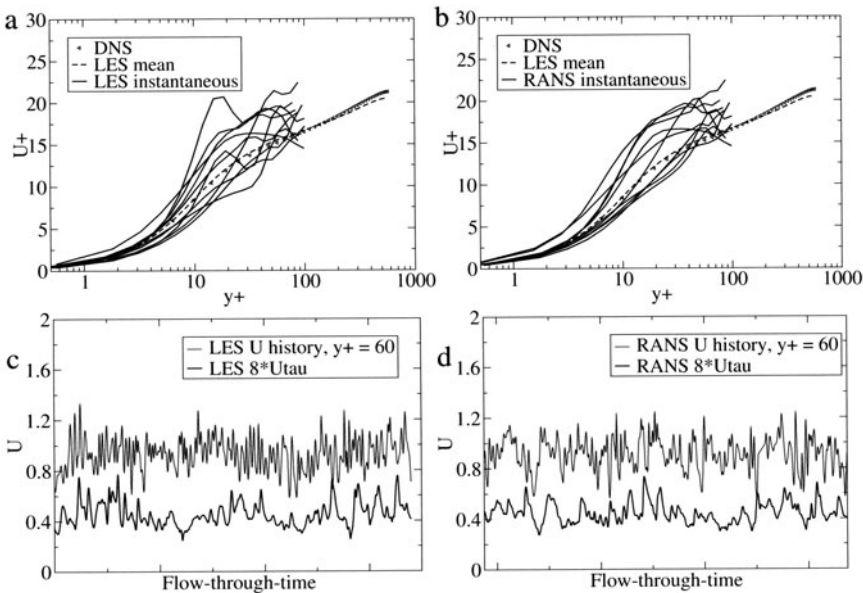 a
30
25
20
15
10
5
0
U+
DNS
LES mean
LES instantaneous
1
10
100
1000
y+
b
30
25
20
15
10
5
0
U+
DNS
LES mean
RANS instantaneous
1
10
100
1000
y+
c
2
1.6
1.2
0.8
0.4
0
U
LES U history, y+ = 60
LES 8*Utau
Flow-through-time
d
2
1.6
1.2
0.8
0.4
0
U
RANS U history, y+ = 60
RANS 8*Utau
Flow-through-time